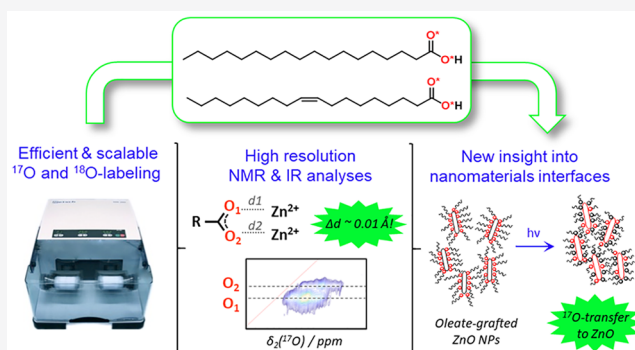 O*
O*H
O*
O*H
Efficient & scalable
¹⁷O and ¹⁸O-labeling
High resolution
NMR & IR analyses
R
O₁ d1 Zn²⁺
O₂ d2 Zn²⁺
Δd ~ 0.01 Å!
O₂
O₁
δ₂(¹⁷O) / ppm
New insight into
nanomaterials interfaces
hν
Oleate-grafted
ZnO NPs
¹⁷O-transfer
to ZnO